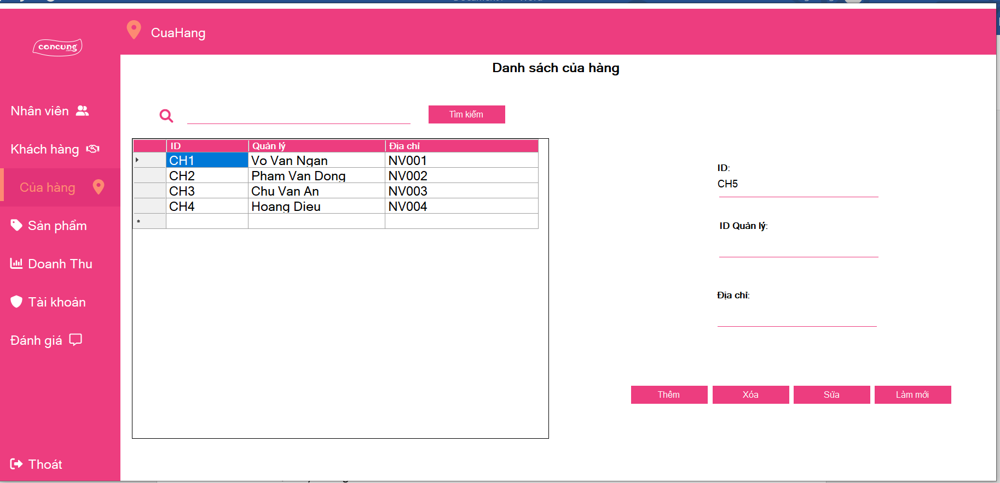 CuaHang
concung
Danh sách của hàng
Nhân viên
Khách hàng
Của hàng
Sản phẩm
Doanh Thu
Tài khoản
Đánh giá
Thoát
Tìm kiếm
ID Quản lý Địa chỉ
CH1 Vo Van Ngan NV001
CH2 Pham Van Dong NV002
CH3 Chu Van An NV003
CH4 Hoang Dieu NV004
ID:
CH5
ID Quản lý:
Địa chỉ:
Thêm Xóa Sửa Làm mới